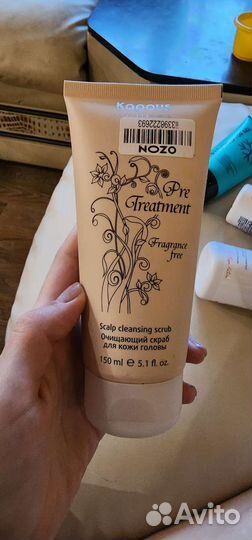 Kapous
ii3396222693
OZON
Pre
Treatment
Fragrance
free
Scalp cleansing scrub
Очищающий скраб
для кожи головы
150 ml ℮ 5.1 fl. oz.
Avito